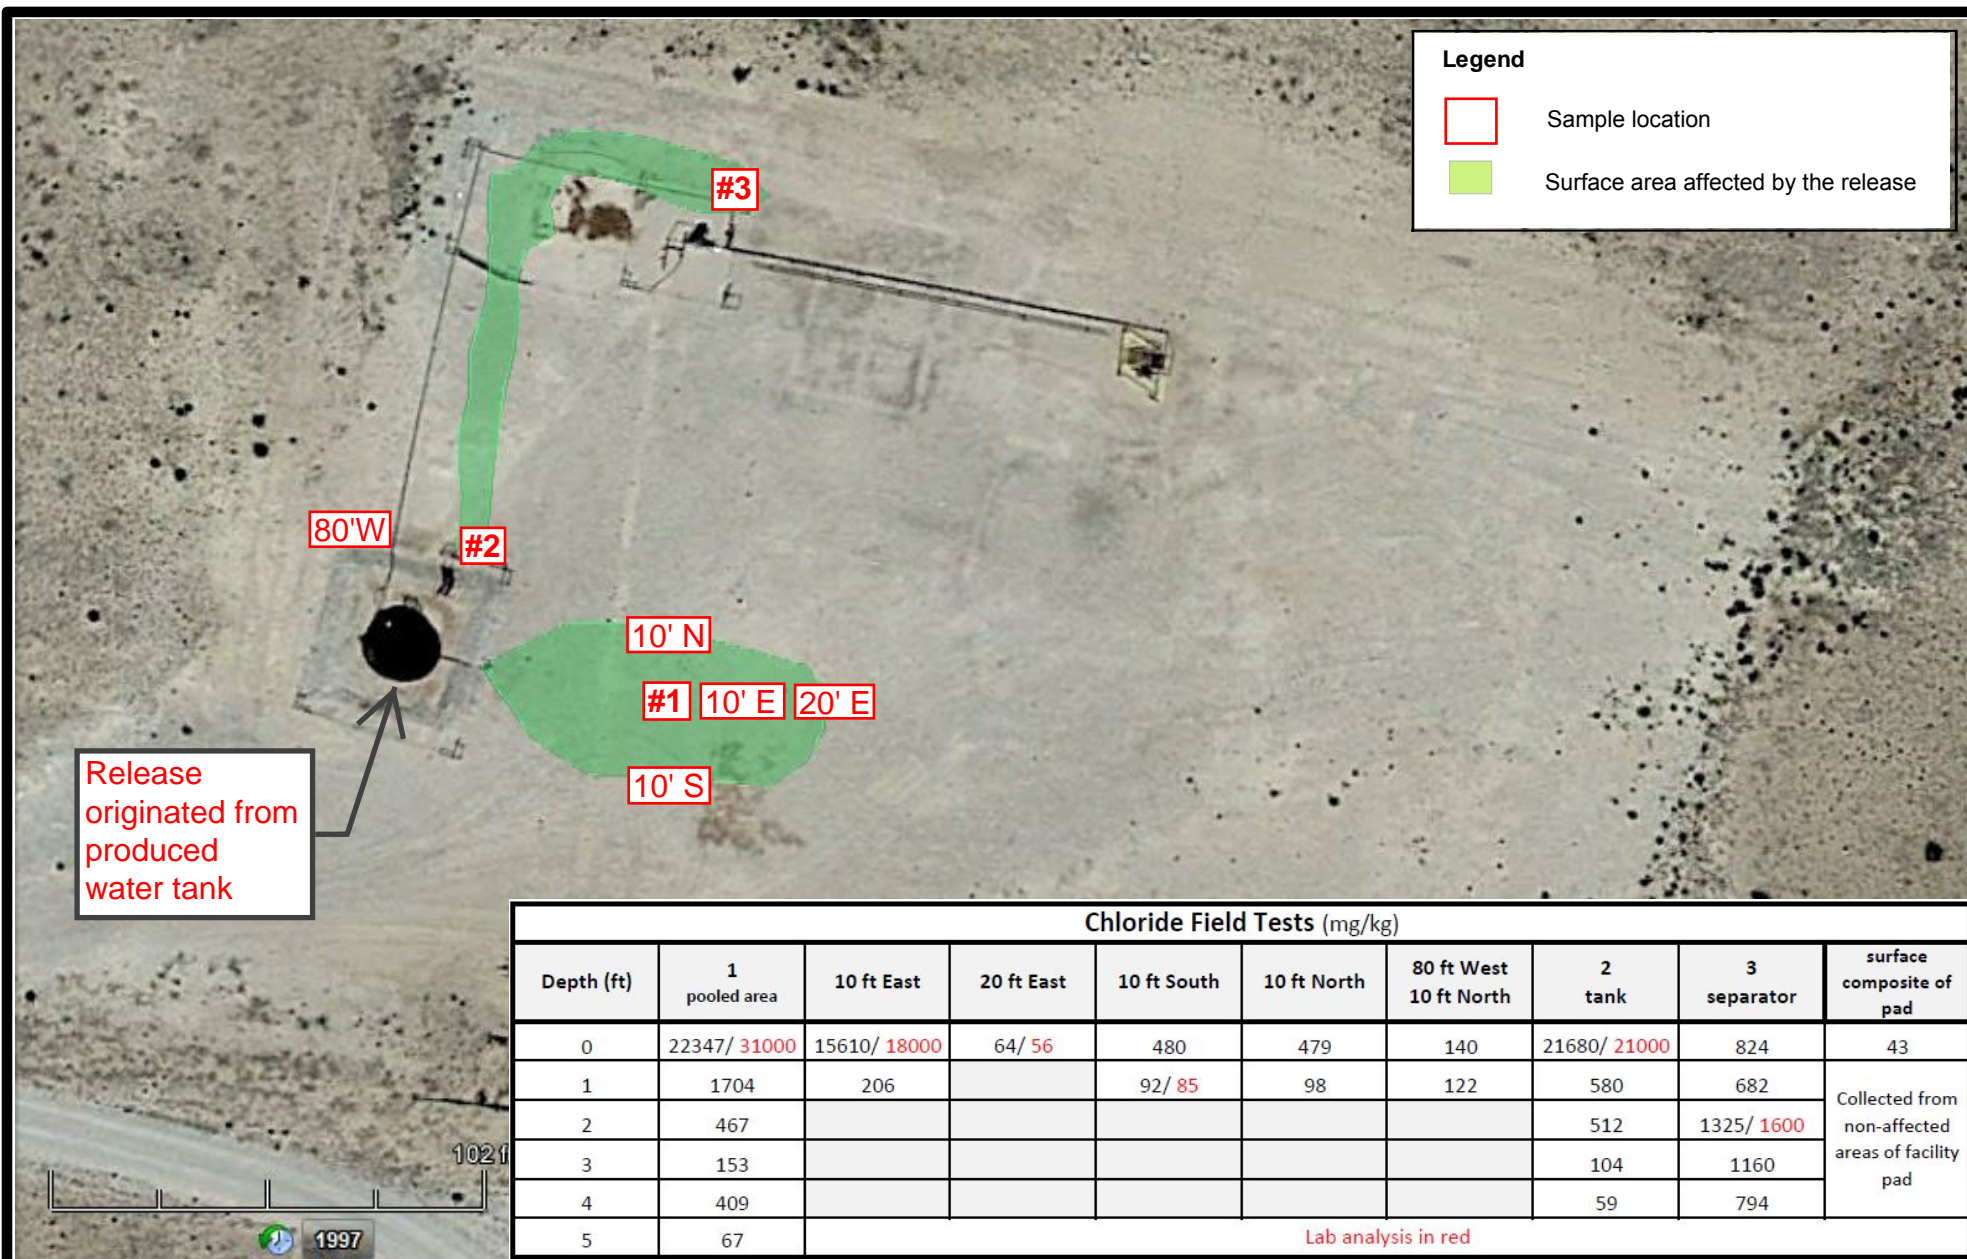 Legend
Sample location
Surface area affected by the release
#3
80'W
#2
10' N
#1
10' E
20' E
10' S
Release
originated from
produced
water tank
102 f
1997
Chloride Field Tests (mg/kg)
Depth (ft)
1
pooled area
10 ft East
20 ft East
10 ft South
10 ft North
80 ft West
10 ft North
2
tank
3
separator
surface
composite of
pad
0 22347/ 31000 15610/ 18000 64/ 56 480 479 140 21680/ 21000 824 43
1 1704 206 92/ 85 98 122 580 682
2 467 512 1325/ 1600
3 153 104 1160
4 409 59 794
Collected from
non-affected
areas of facility
pad
5 67 Lab analysis in red